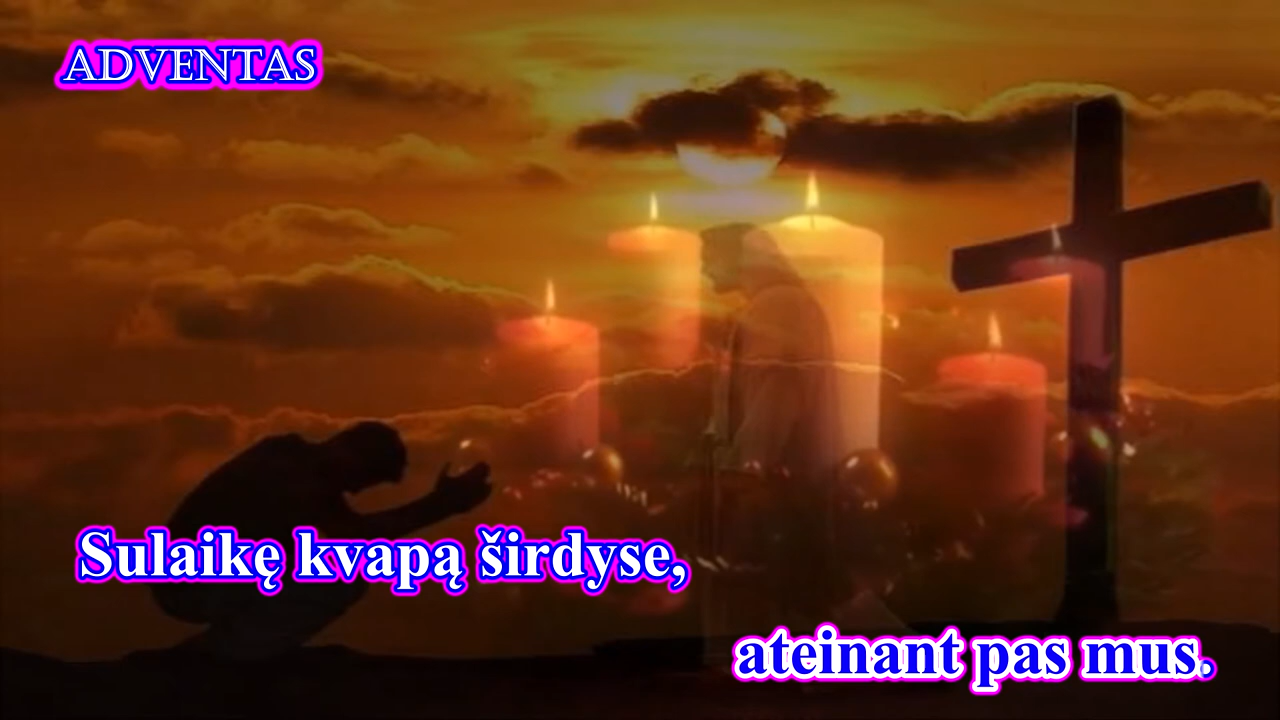 ADVENTAS
Sulaikę kvapą širdyse,
ateinant pas mus.